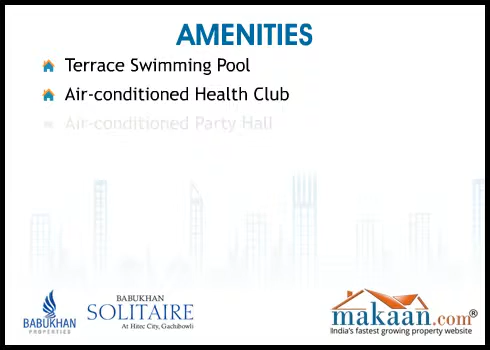 AMENITIES
Terrace Swimming Pool
Air-conditioned Health Club
Air-conditioned Party Hall
BABUKHAN
PROPERTIES
BABUKHAN
SOLITAIRE
At Hitec City, Gachibowli
makaan.com®
India's fastest growing property website